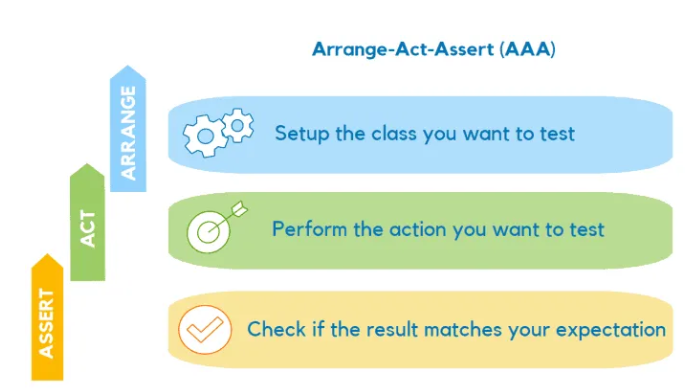 Arrange-Act-Assert (AAA)
ARRANGE
Setup the class you want to test
ACT
Perform the action you want to test
ASSERT
Check if the result matches your expectation